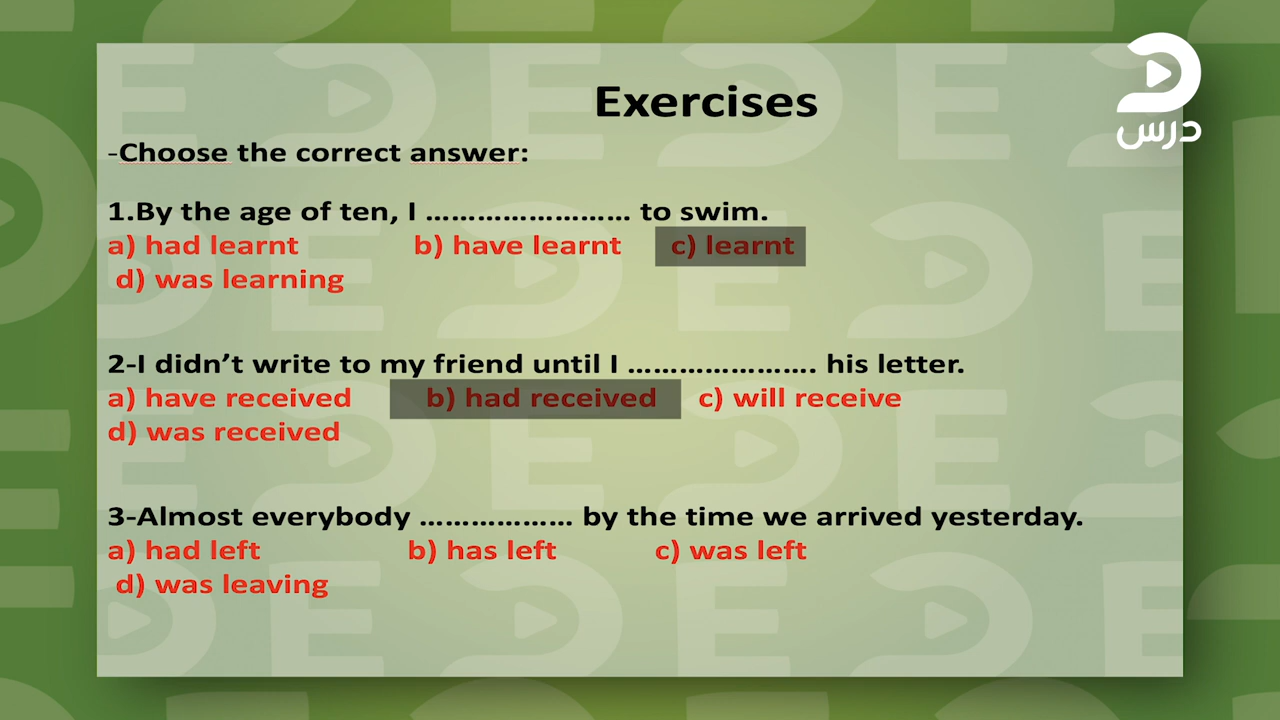 درس
Exercises
-Choose the correct answer:
1.By the age of ten, I …………………… to swim.
a) had learnt b) have learnt c) learnt
d) was learning
2-I didn’t write to my friend until I …………………. his letter.
a) have received b) had received c) will receive
d) was received
3-Almost everybody ……………… by the time we arrived yesterday.
a) had left b) has left c) was left
d) was leaving